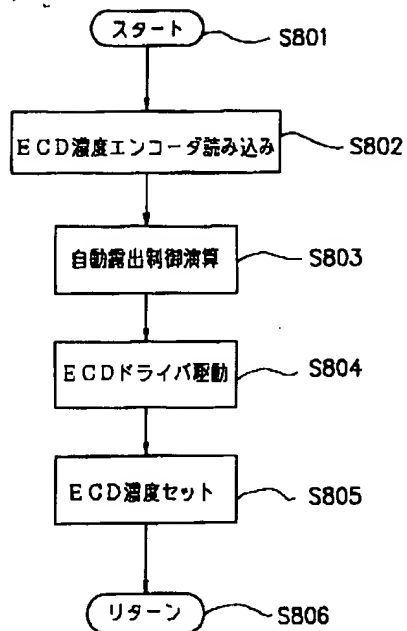 スタート
S801
ECD濃度エンコーダ読み込み
S802
自動露出制御演算
S803
ECDドライバ駆動
S804
ECD濃度セット
S805
リターン
S806